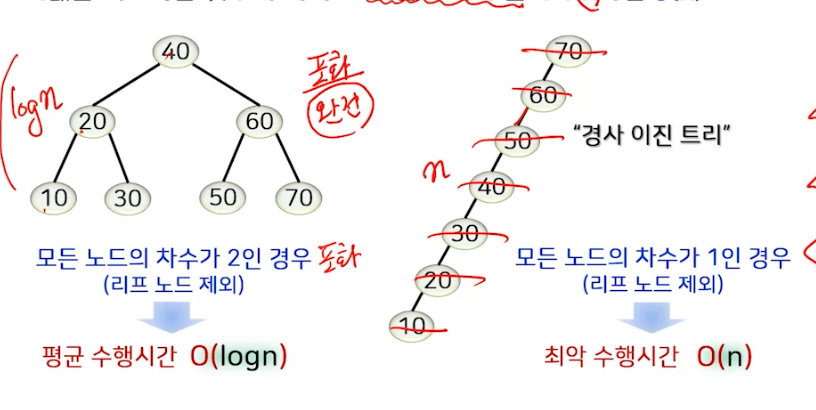 40
20 60
10 30 50 70
logn
포화
완전
70
60
50
40
30
20
10
n
“경사 이진 트리”
모든 노드의 차수가 2인 경우 포화
(리프 노드 제외)
평균 수행시간 O(logn)
모든 노드의 차수가 1인 경우
(리프 노드 제외)
최악 수행시간 O(n)